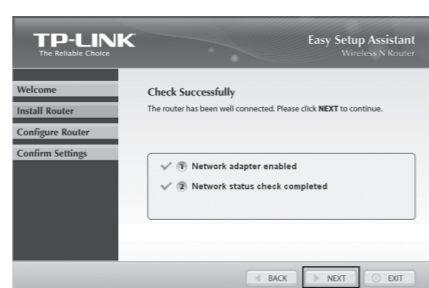 TP-LINK
The Reliable Choice
Easy Setup Assistant
Wireless N Router
Welcome
Install Router
Configure Router
Confirm Settings
Check Successfully
The router has been well connected. Please click NEXT to continue.
1 Network adapter enabled
2 Network status check completed
BACK
NEXT
EXIT